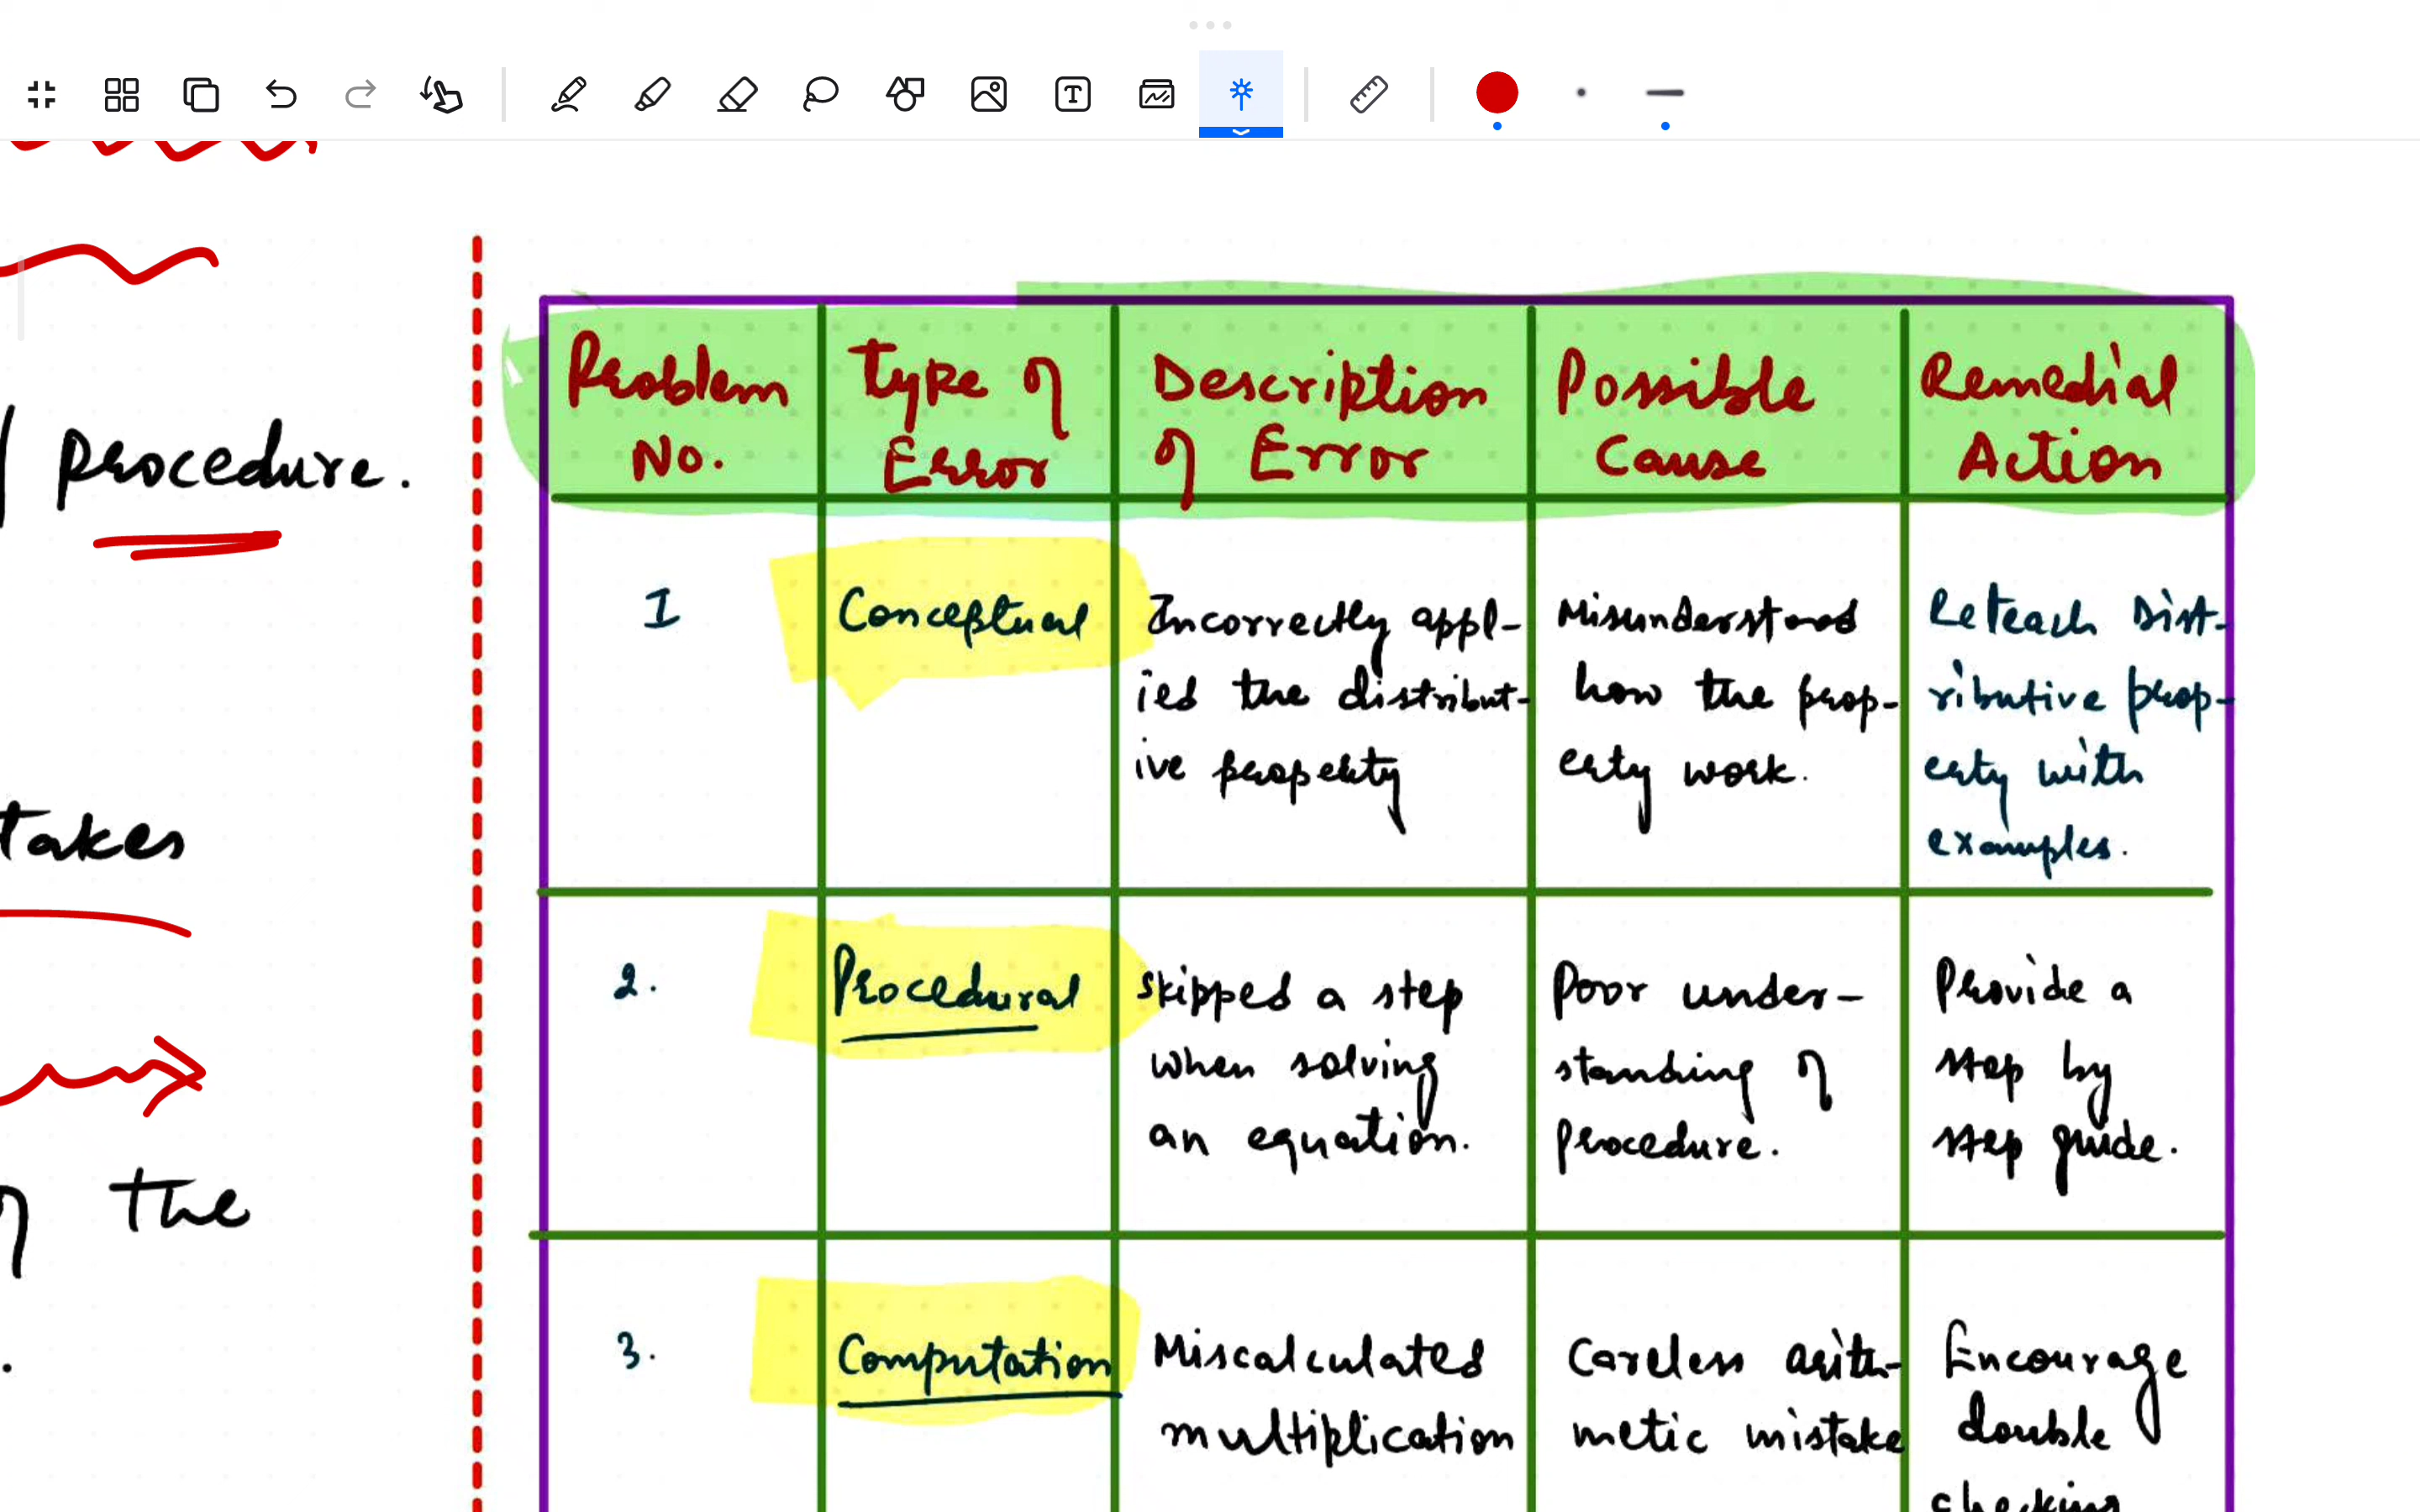 procedure.
takes
the
Problem No.
Type of Error
Description of Error
Possible Cause
Remedial Action
1
Conceptual
Incorrectly appl-
ied the distribut-
ive property
Misunderstood
how the prop-
erty work.
Reteach Dist-
ributive prop-
erty with
examples.
2.
Procedural
Skipped a step
when solving
an equation.
Poor under-
standing of
procedure.
Provide a
step by
step guide.
3.
Computation
Miscalculated
multiplication
Careless arith-
metic mistake
Encourage
double
checking